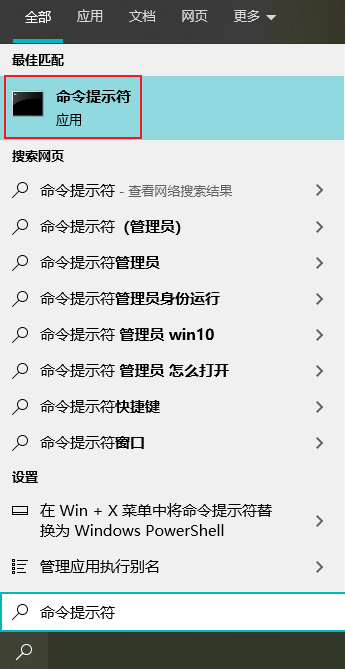 全部 应用 文档 网页 更多
最佳匹配
命令提示符
应用
搜索网页
命令提示符 - 查看网络搜索结果
命令提示符（管理员）
命令提示符管理员
命令提示符管理员身份运行
命令提示符 管理员 win10
命令提示符 管理员 怎么打开
命令提示符快捷键
命令提示符窗口
设置
在 Win + X 菜单中将命令提示符替
换为 Windows PowerShell
管理应用执行别名
命令提示符